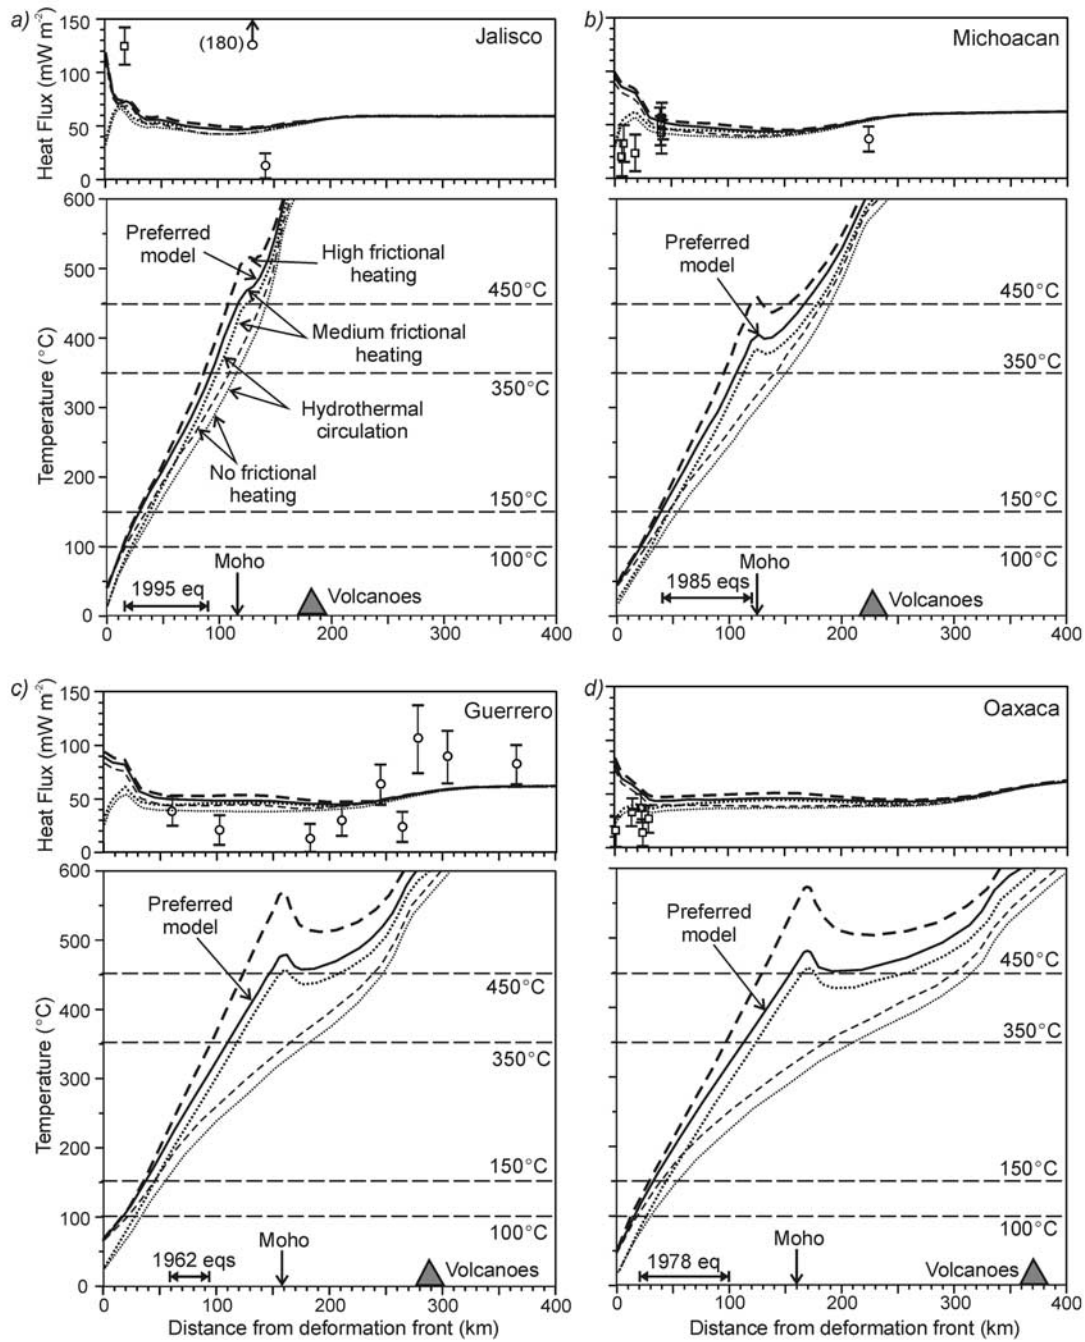 a)
150
100
50
0
Heat Flux (mW m⁻²)
(180)
Jalisco
600
500
400
300
200
100
0
Temperature (°C)
Preferred
model
High frictional
heating
450°C
Medium frictional
heating
350°C
Hydrothermal
circulation
No frictional
heating
150°C
100°C
Moho
1995 eq
Volcanoes
0
100
200
300
400
b)
Michoacan
Preferred
model
450°C
350°C
150°C
100°C
Moho
1985 eqs
Volcanoes
0
100
200
300
400
c)
150
100
50
0
Heat Flux (mW m⁻²)
Guerrero
600
500
400
300
200
100
0
Temperature (°C)
Preferred
model
450°C
350°C
150°C
100°C
Moho
1962 eqs
Volcanoes
0
100
200
300
400
Distance from deformation front (km)
d)
Oaxaca
Preferred
model
450°C
350°C
150°C
100°C
Moho
1978 eq
Volcanoes
0
100
200
300
400
Distance from deformation front (km)